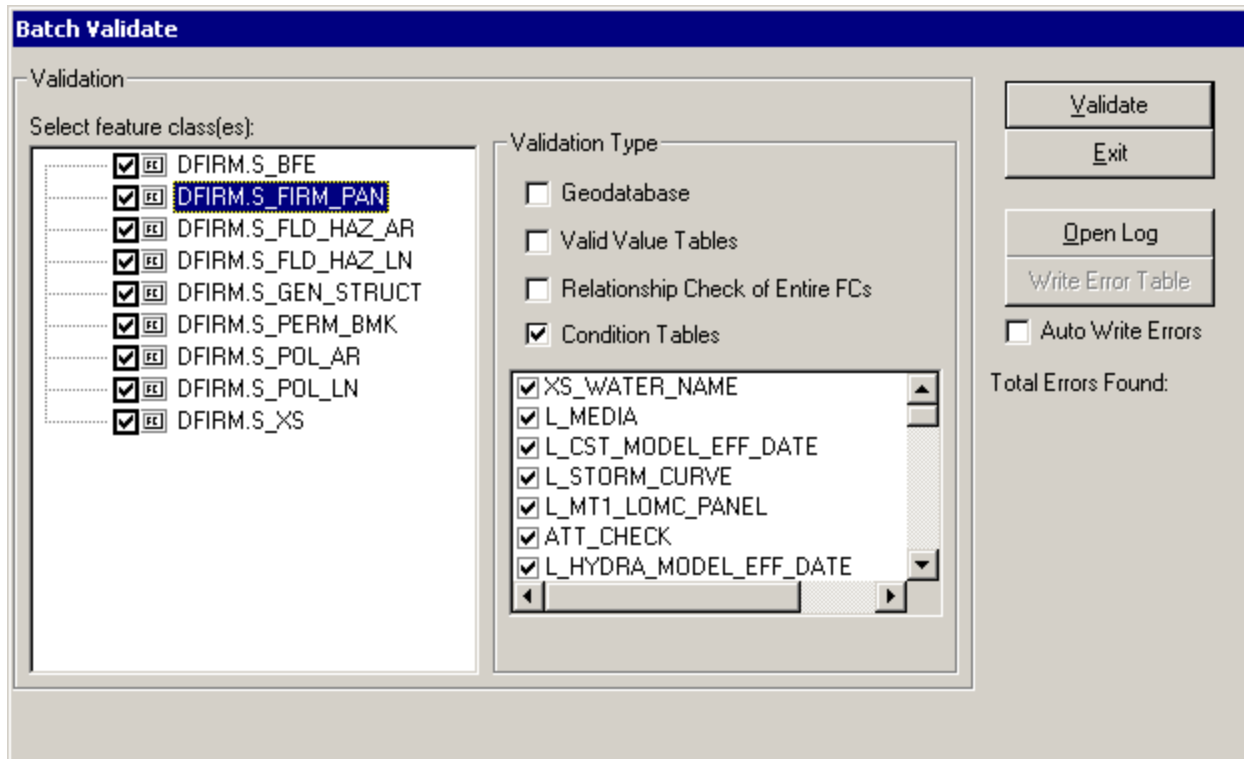 Batch Validate
Validation
Select feature class(es):
DFIRM.S_BFE
DFIRM.S_FIRM_PAN
DFIRM.S_FLD_HAZ_AR
DFIRM.S_FLD_HAZ_LN
DFIRM.S_GEN_STRUCT
DFIRM.S_PERM_BMK
DFIRM.S_POL_AR
DFIRM.S_POL_LN
DFIRM.S_XS
Validation Type
Geodatabase
Valid Value Tables
Relationship Check of Entire FCs
Condition Tables
XS_WATER_NAME
L_MEDIA
L_CST_MODEL_EFF_DATE
L_STORM_CURVE
L_MT1_LOMC_PANEL
ATT_CHECK
L_HYDRA_MODEL_EFF_DATE
Validate
Exit
Open Log
Write Error Table
Auto Write Errors
Total Errors Found: